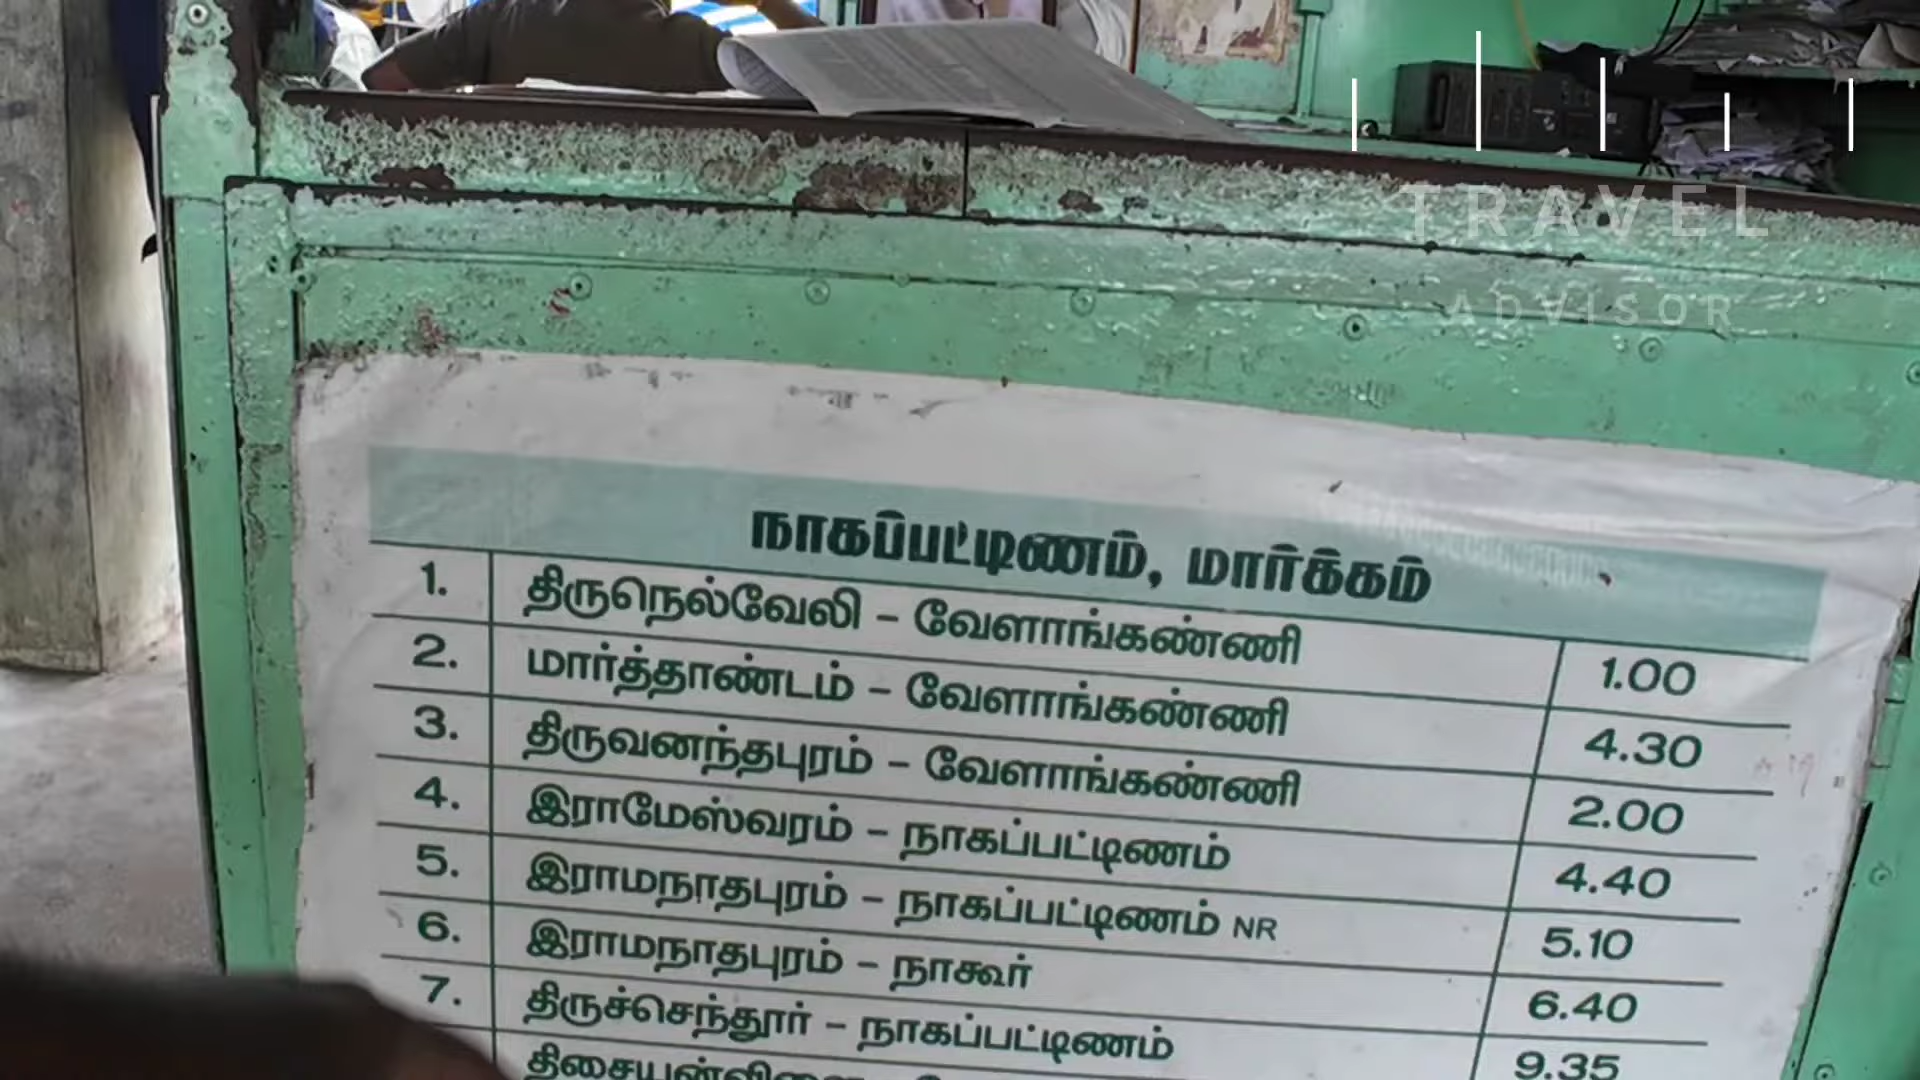 TRAVEL
ADVISOR
நாகப்பட்டிணம், மார்க்கம்
1. திருநெல்வேலி - வேளாங்கண்ணி 1.00
2. மார்த்தாண்டம் - வேளாங்கண்ணி 4.30
3. திருவனந்தபுரம் - வேளாங்கண்ணி 2.00
4. இராமேஸ்வரம் - நாகப்பட்டிணம் 4.40
5. இராமநாதபுரம் - நாகப்பட்டிணம் NR 5.10
6. இராமநாதபுரம் - நாகூர் 6.40
7. திருச்செந்தூர் - நாகப்பட்டிணம் 9.35